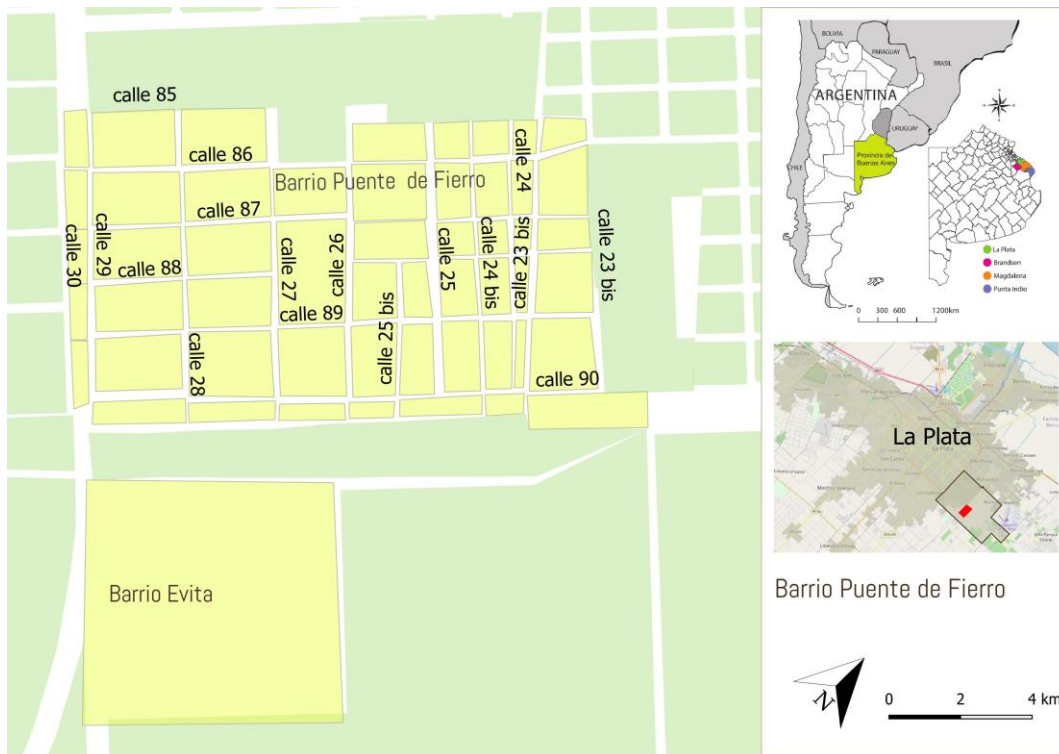 calle 85
calle 86
Barrio Puente de Fierro
calle 87
calle 88
calle 89
calle 90
calle 30
calle 29
calle 28
calle 27
calle 26
calle 25 bis
calle 25
calle 24 bis
calle 24
calle 23 bis
calle 23 bis
Barrio Evita
BOLIVIA
PARAGUAY
BRASIL
ARGENTINA
URUGUAY
CHILE
Provincia de
Buenos Aires
La Plata
Brandsen
Magdalena
Punta Indio
0 300 600 1200km
La Plata
Barrio Puente de Fierro
N
0 2 4 km